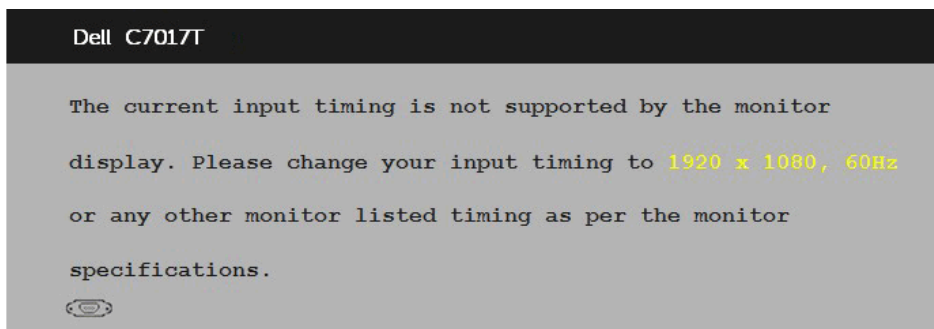 Dell C7017T
The current input timing is not supported by the monitor
display. Please change your input timing to 1920 x 1080, 60Hz
or any other monitor listed timing as per the monitor
specifications.